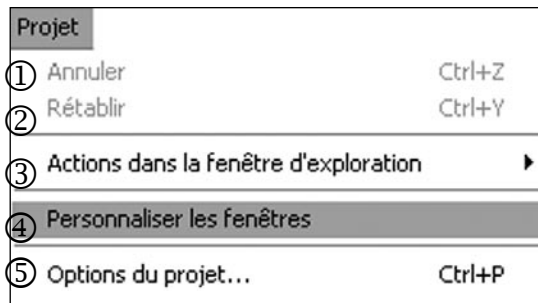 Projet
① Annuler Ctrl+Z
② Rétablir Ctrl+Y
③ Actions dans la fenêtre d'exploration
④ Personnaliser les fenêtres
⑤ Options du projet... Ctrl+P